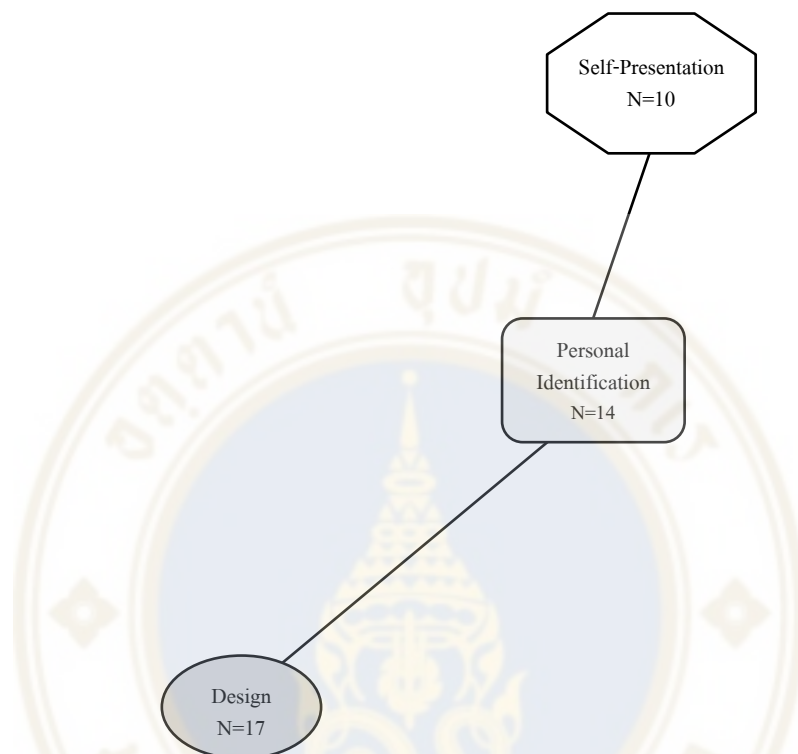 Self-Presentation
N=10
Personal
Identification
N=14
Design
N=17